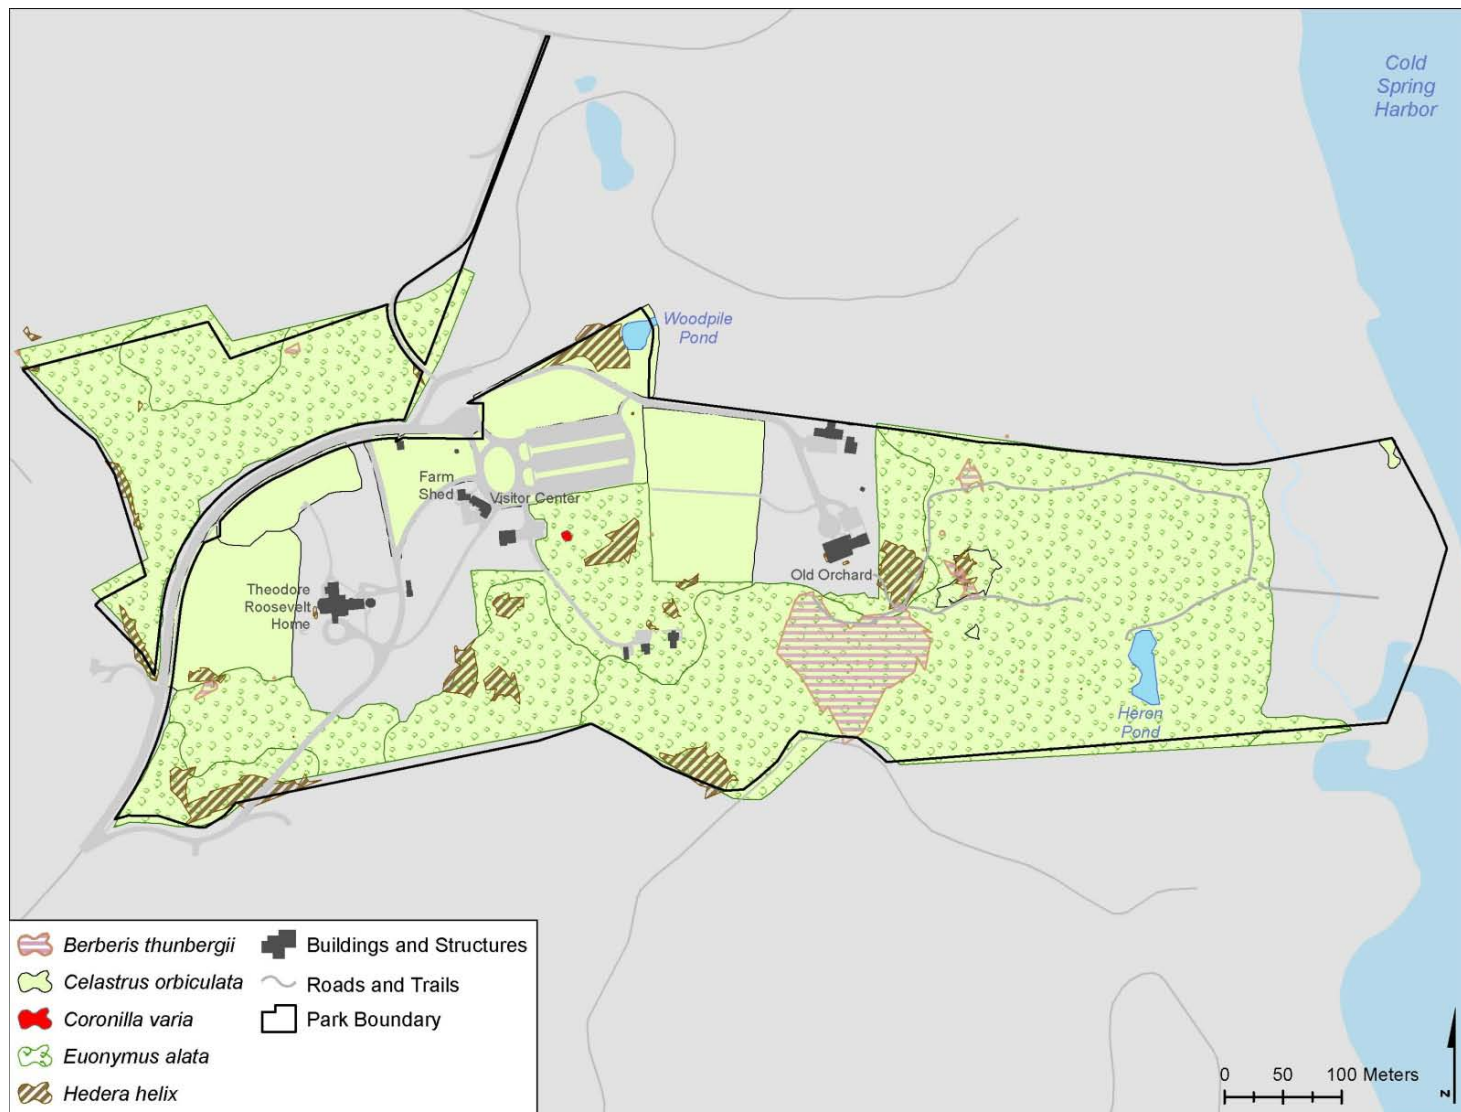 Cold
Spring
Harbor
Woodpile
Pond
Farm
Shed
Visitor Center
Old Orchard
Theodore
Roosevelt
Home
Heren
Pond
Berberis thunbergii
Celastrus orbiculata
Coronilla varia
Euonymus alata
Hedera helix
Buildings and Structures
Roads and Trails
Park Boundary
0 50 100 Meters
N